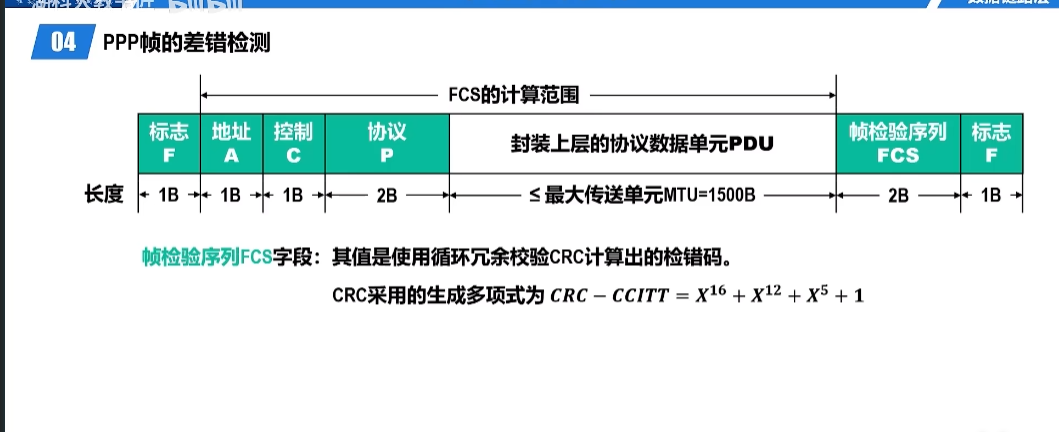 04 PPP帧的差错检测
FCS的计算范围
标志 地址 控制 协议 封装上层的协议数据单元PDU 帧检验序列 标志
F A C P FCS F
长度 1B 1B 1B 2B ≤最大传送单元MTU=1500B 2B 1B
帧检验序列FCS字段：其值是使用循环冗余校验CRC计算出的检错码。
CRC采用的生成多项式为 CRC − CCITT = X¹⁶ + X¹² + X⁵ + 1